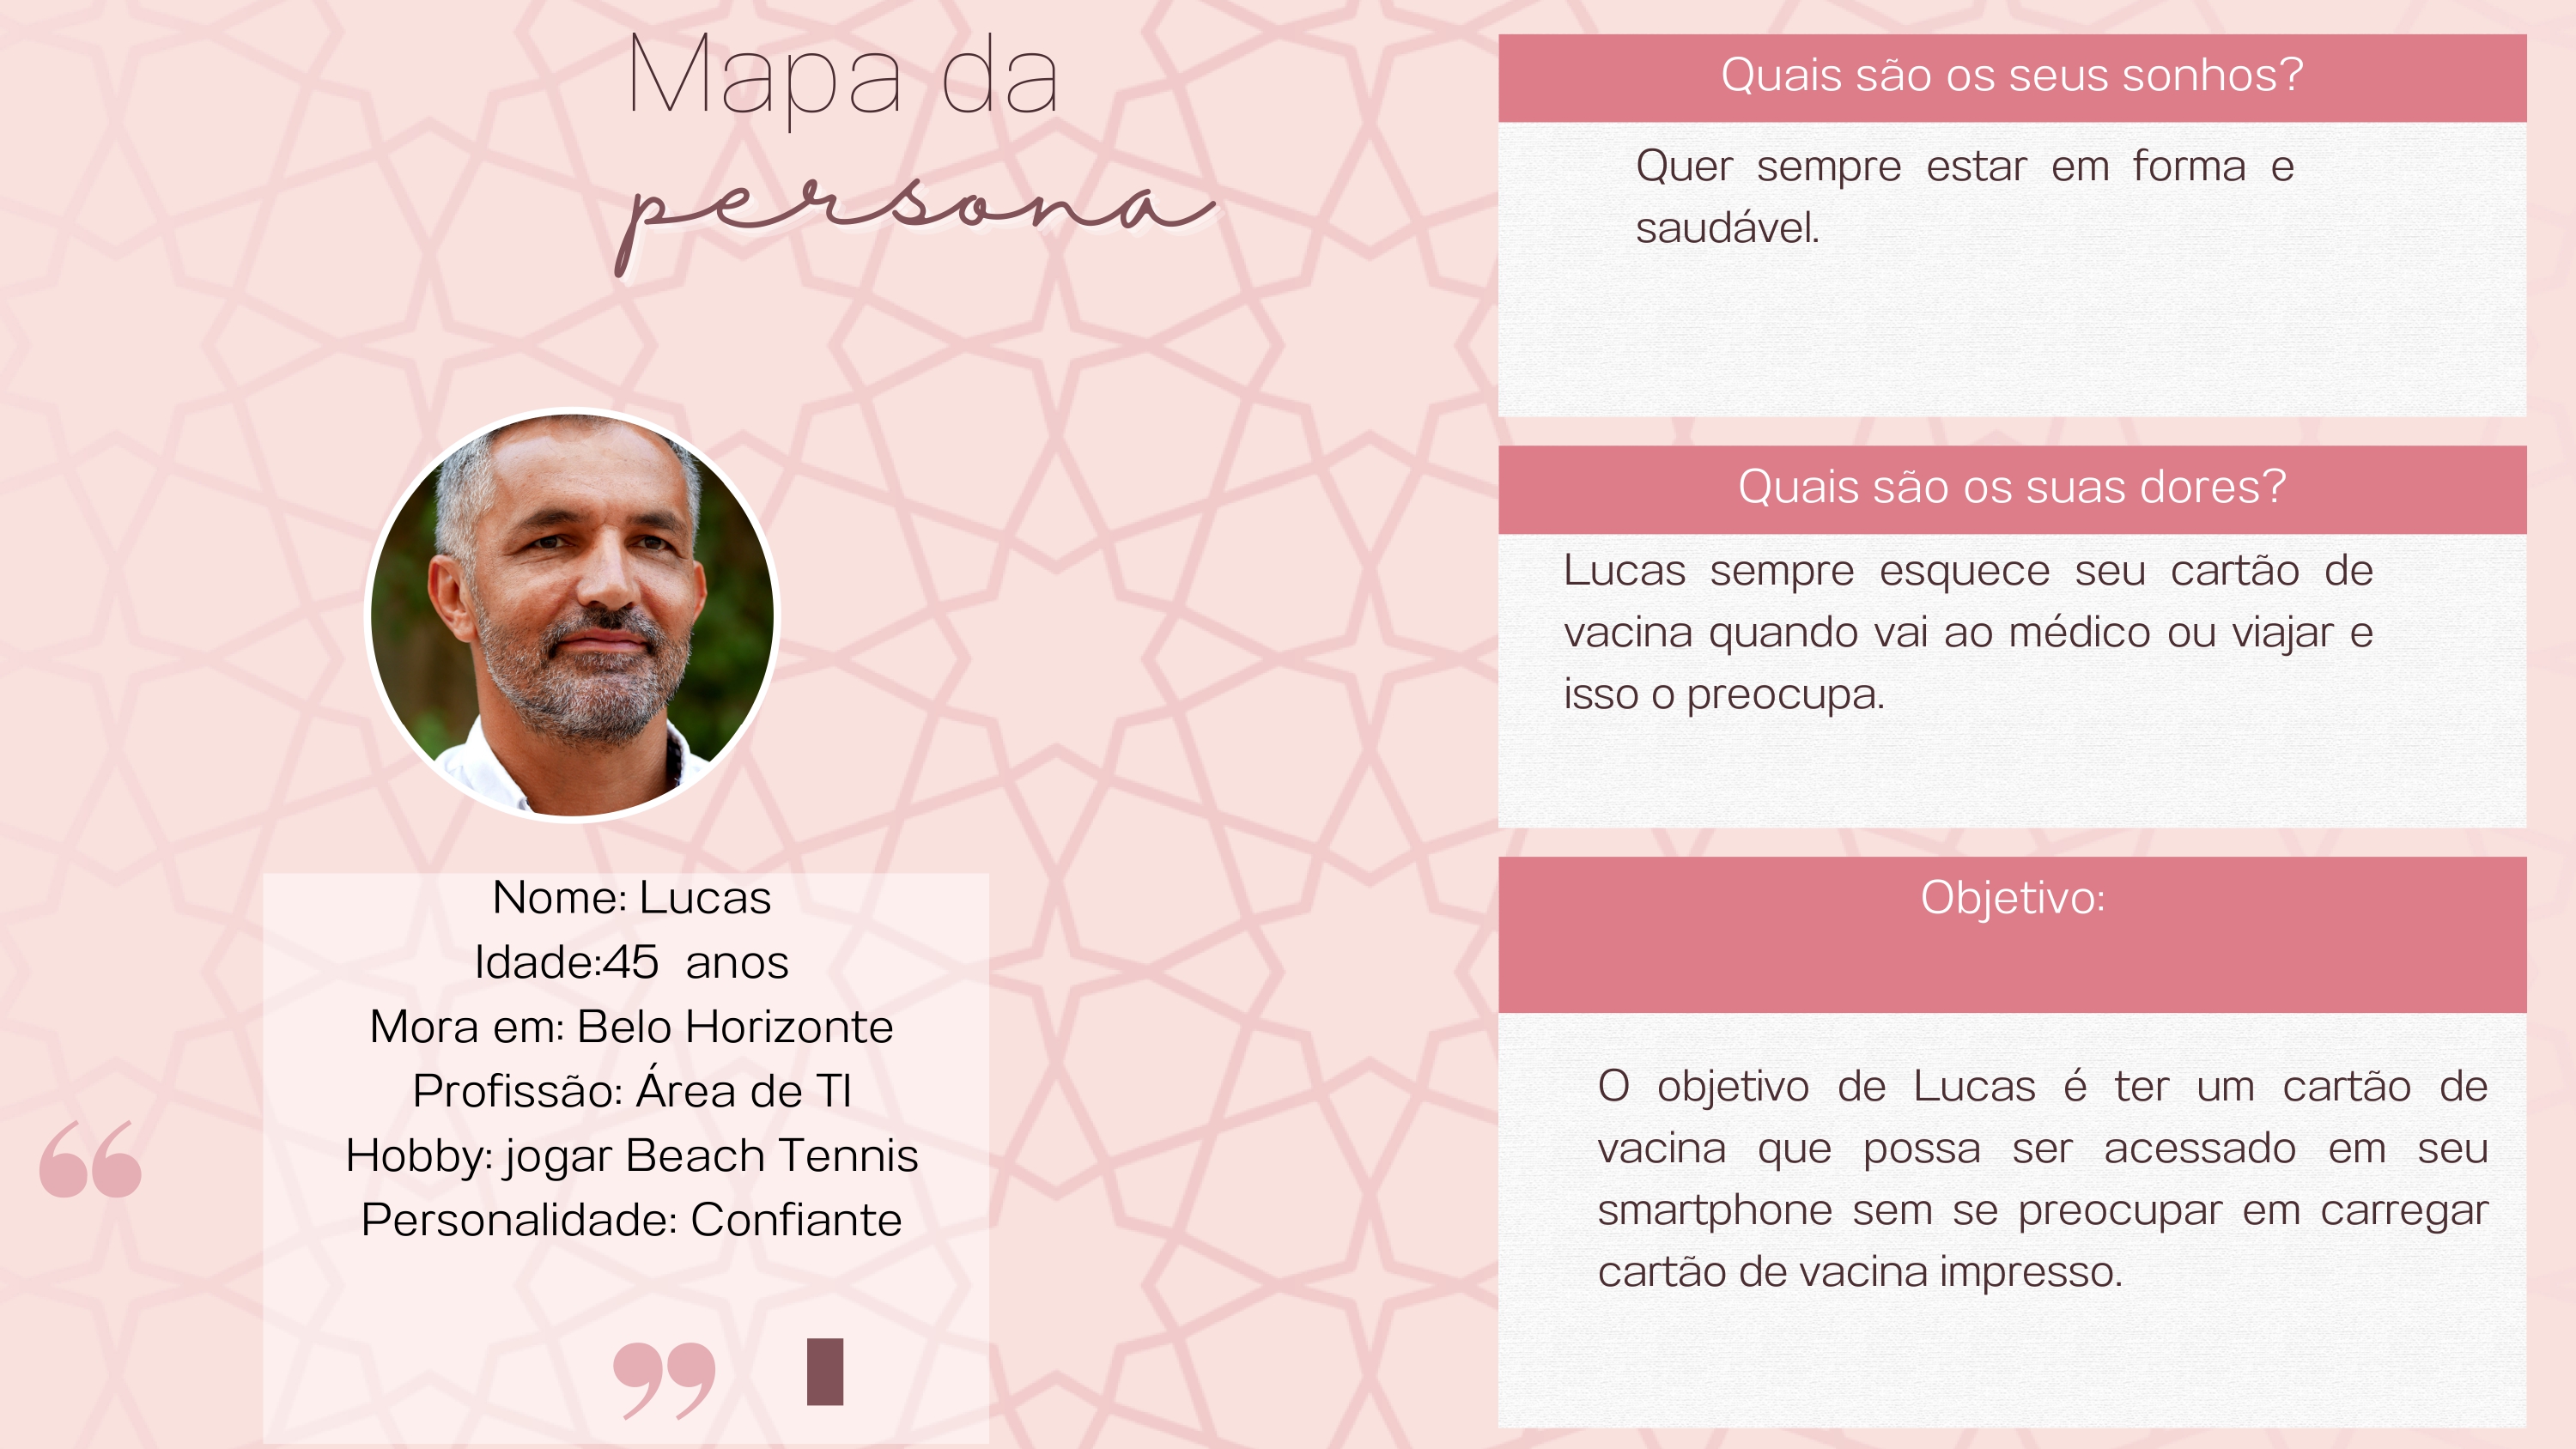 Mapa da
persona
Nome: Lucas
Idade:45 anos
Mora em: Belo Horizonte
Profissão: Área de TI
Hobby: jogar Beach Tennis
Personalidade: Confiante
Quais são os seus sonhos?
Quer sempre estar em forma e
saudável.
Quais são os suas dores?
Lucas sempre esquece seu cartão de
vacina quando vai ao médico ou viajar e
isso o preocupa.
Objetivo:
O objetivo de Lucas é ter um cartão de
vacina que possa ser acessado em seu
smartphone sem se preocupar em carregar
cartão de vacina impresso.